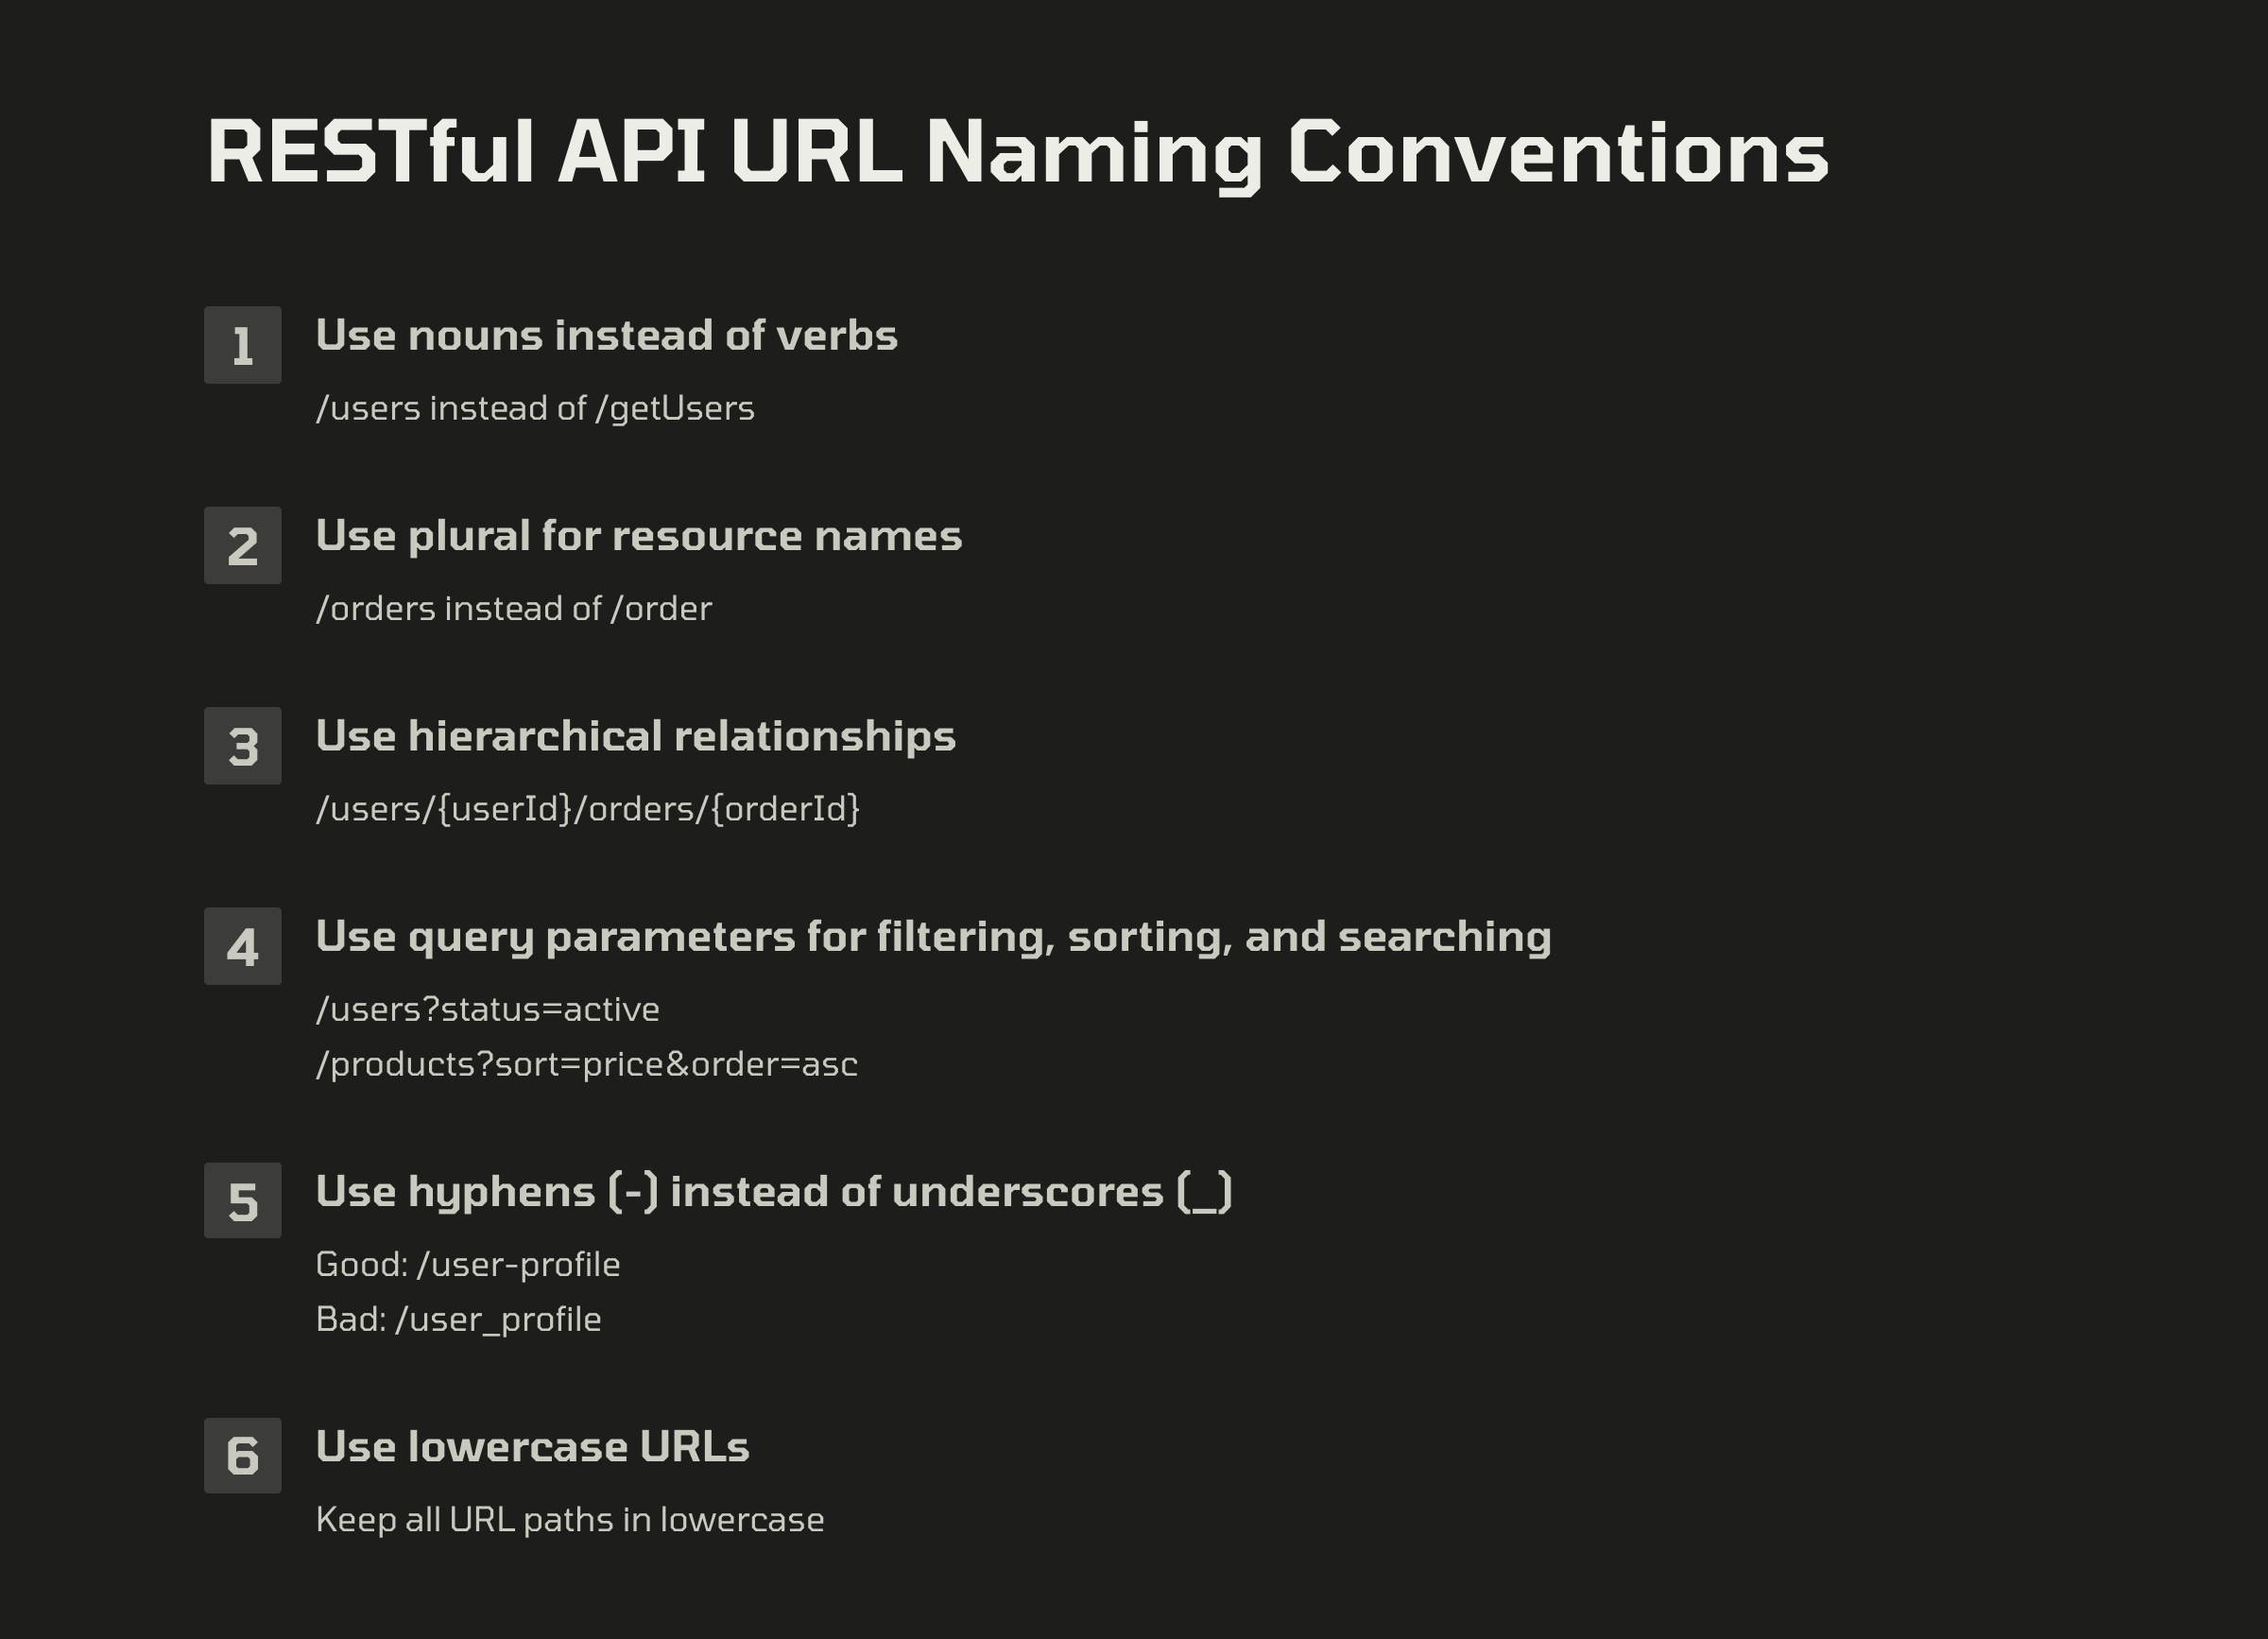 RESTful API URL Naming Conventions
1
Use nouns instead of verbs
/users instead of /getUsers
2
Use plural for resource names
/orders instead of /order
3
Use hierarchical relationships
/users/{userId}/orders/{orderId}
4
Use query parameters for filtering, sorting, and searching
/users?status=active
/products?sort=price&order=asc
5
Use hyphens (-) instead of underscores (_)
Good: /user-profile
Bad: /user_profile
6
Use lowercase URLs
Keep all URL paths in lowercase